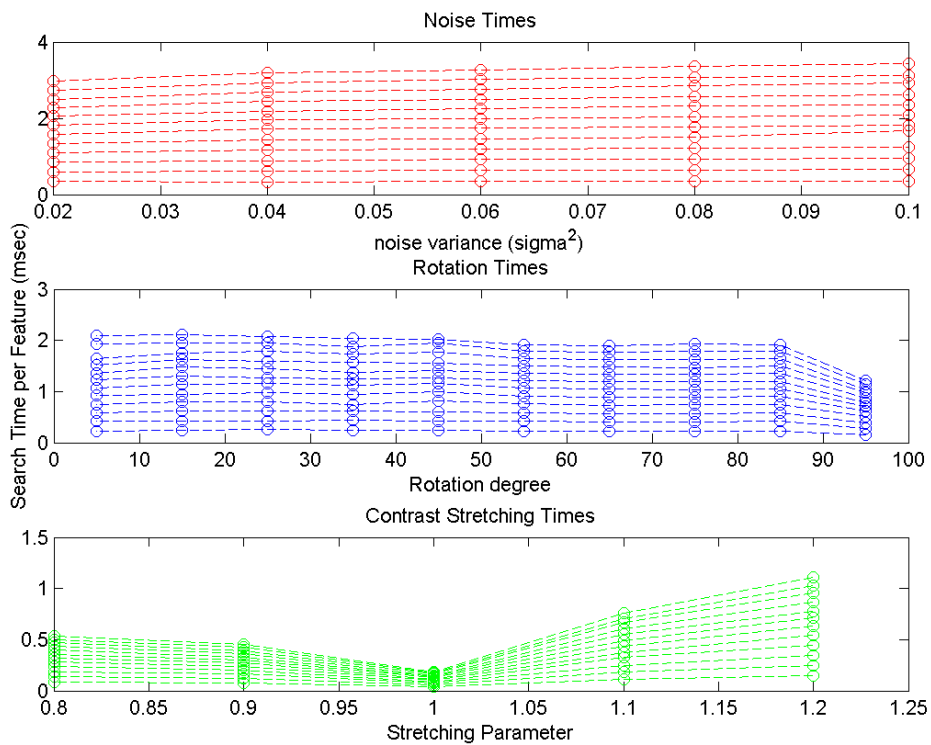 Noise Times
4
2
0
0.02 0.03 0.04 0.05 0.06 0.07 0.08 0.09 0.1
noise variance (sigma2)
Search Time per Feature (msec)
Rotation Times
3
2
1
0
0 10 20 30 40 50 60 70 80 90 100
Rotation degree
Contrast Stretching Times
1.5
1
0.5
0
0.8 0.85 0.9 0.95 1 1.05 1.1 1.15 1.2 1.25
Stretching Parameter